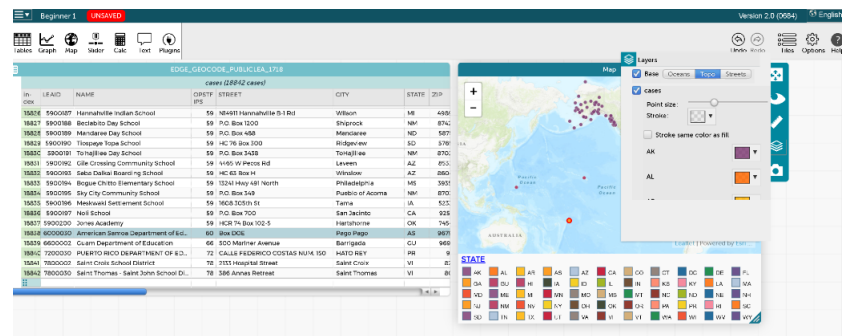 Beginner 1 UNSAVED Version 2.0 (0684) English
Tables Graph Map Slider Calc Text Plugins Undo Redo Tiles Options Help
EDGE_GEOCODE_PUBLICLEA_1718
cases (18842 cases)
in-dex LEAID NAME OPSTFIPS STREET CITY STATE ZIP
18826 5900187 Hannahville Indian School 59 N14911 Hannahville B-1 Rd Wilson MI
18827 5900188 Beclabito Day School 59 P.O. Box 1200 Shiprock NM
18828 5900189 Mandaree Day School 59 P.O. Box 488 Mandaree ND
18829 5900190 Tiospaye Topa School 59 HC 76 Box 300 Ridgeview SD
18830 5900191 To'Hajiilee Day School 59 P.O. Box 3438 To'Hajiilee NM
18831 5900192 Gila Crossing Community School 59 4465 W Pecos Rd Laveen AZ
18832 5900193 Seba Dalkai Boarding School 59 HC 63 Box H Winslow AZ
18833 5900194 Bogue Chitto Elementary School 59 13241 Hwy 491 North Philadelphia MS
18834 5900195 Sky City Community School 59 P.O. Box 349 Pueblo of Acoma NM
18835 5900196 Meskwaki Settlement School 59 1608 305th St Tama IA
18836 5900197 Noli School 59 P.O. Box 700 San Jacinto CA
18837 5900200 Jones Academy 59 HCR 74 Box 102-5 Hartshorne OK
18838 6000030 American Samoa Department of Ed... 60 Box DOE Pago Pago AS
18839 6600002 Guam Department of Education 66 500 Mariner Avenue Barrigada GU
18840 7200030 PUERTO RICO DEPARTMENT OF ED... 72 CALLE FEDERICO COSTAS NUM. 150 HATO REY PR
18841 7800002 Saint Croix School District 78 2133 Hospital Street Saint Croix VI
18842 7800030 Saint Thomas - Saint John School Di... 78 386 Annas Retreat Saint Thomas VI
Map
+
−
Pacific Ocean
Pacific
AUSTRALIA
Leaflet | Powered by Esri
Layers
Base Oceans Topo Streets
cases
Point size:
Stroke:
Stroke same color as fill
AK
AL
STATE
AK AL AR AS AZ CA CO CT DC DE FL
GA GU HI IA ID IL IN KS KY LA MA
MD ME MI MN MO MS MT NC ND NE NH
NJ NM NV NY OH OK OR PA PR RI SC
SD TN TX UT VA VI VT WA WI WV WY